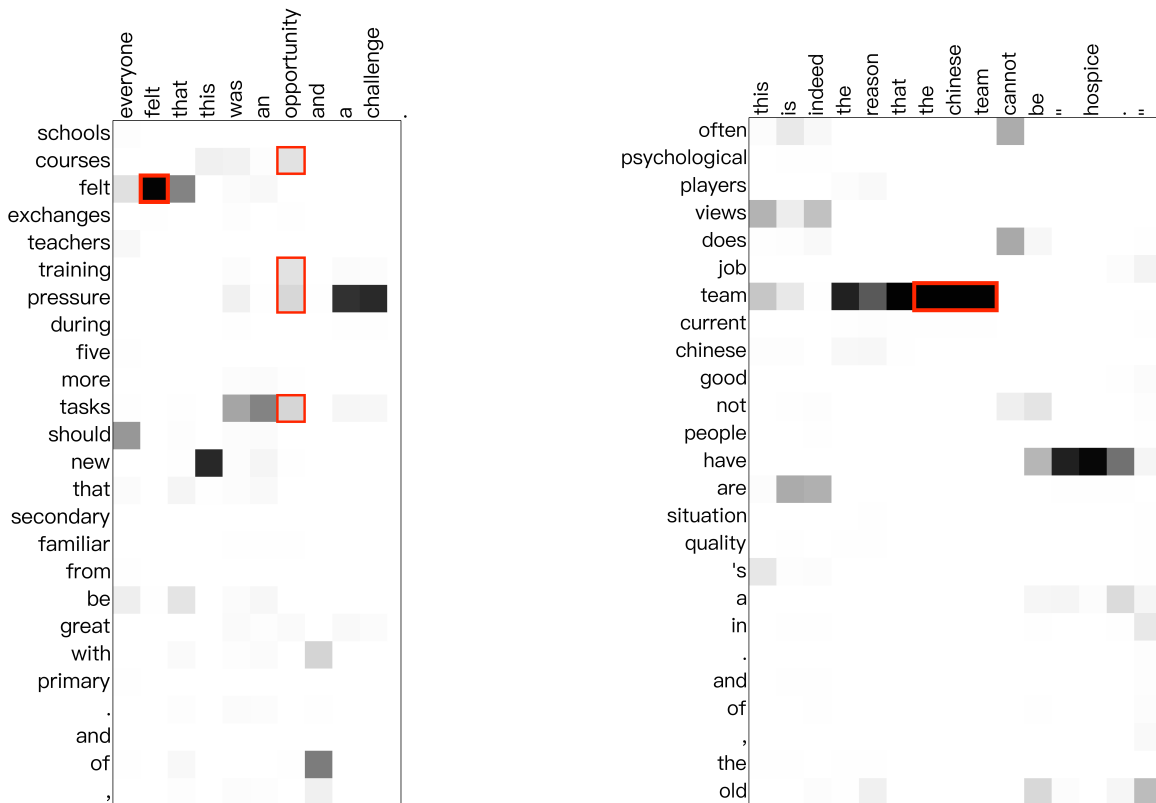 everyone felt that this was an opportunity and a challenge .
schools
courses
felt
exchanges
teachers
training
pressure
during
five
more
tasks
should
new
that
secondary
familiar
from
be
great
with
primary
.
and
of
,
this is indeed the reason that the chinese team cannot be " hospice . "
often
psychological
players
views
does
job
team
current
chinese
good
not
people
have
are
situation
quality
's
a
in
.
and
of
,
the
old